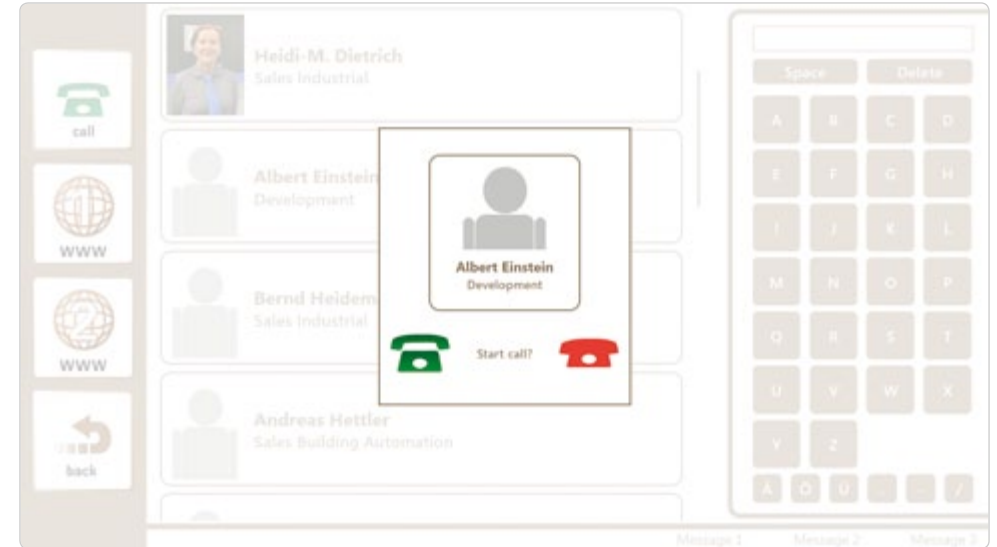 call
WWW
WWW
back
Heidi-M. Dietrich
Sales Industrial
Albert Einstein
Development
Bernd Heidem
Sales Industrial
Andreas Hettler
Sales Building Automation
Albert Einstein
Development
Start call?
Space Delete
A B C D
E F G H
I J K L
M N O P
Q R S T
U V W X
Y Z
Ä Ö Ü . - /
Message 1 Message 2 Message 3